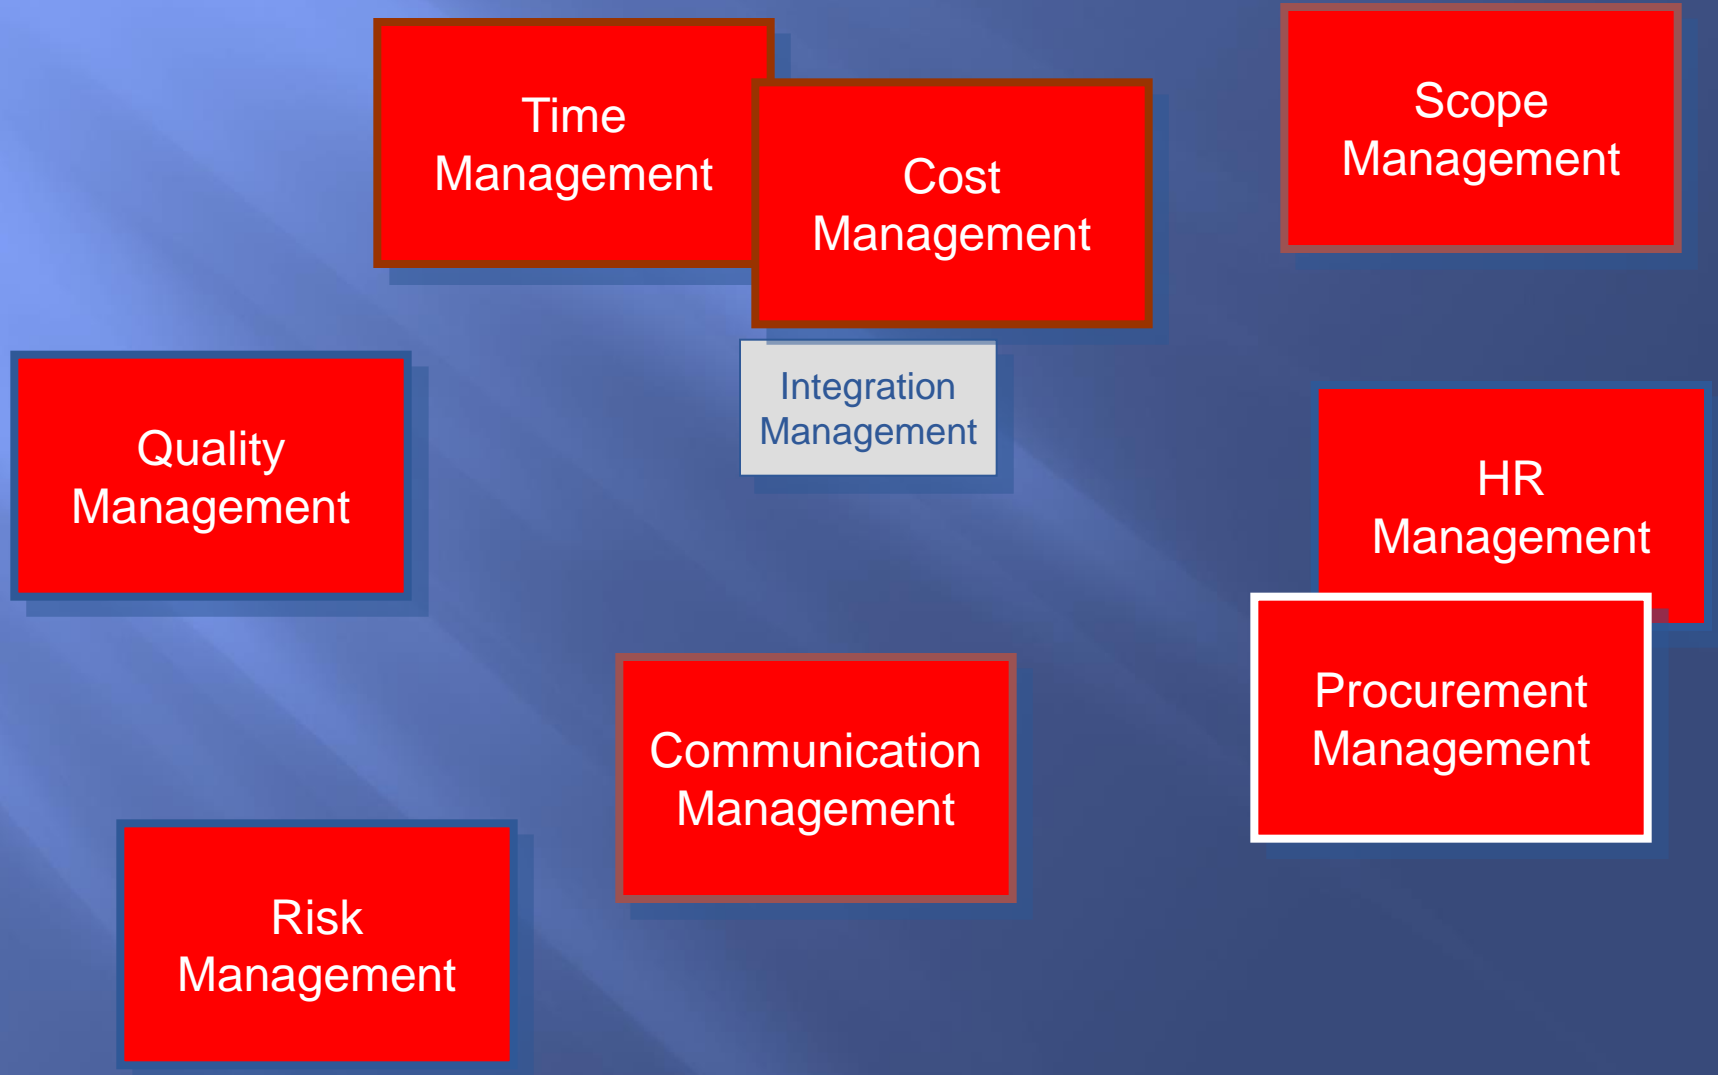 Time
Management
Cost
Management
Scope
Management
Integration
Management
Quality
Management
HR
Management
Procurement
Management
Communication
Management
Risk
Management